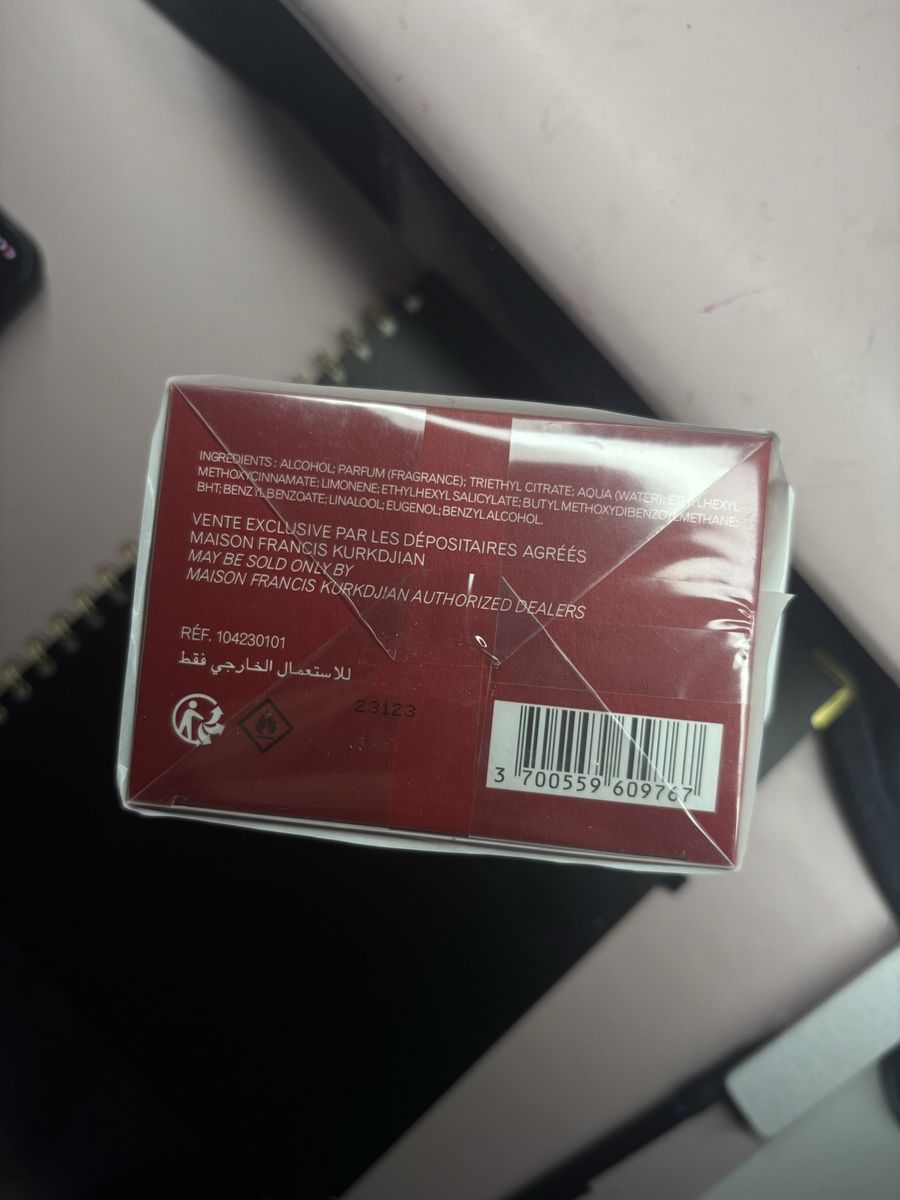 INGREDIENTS : ALCOHOL; PARFUM (FRAGRANCE); TRIETHYL CITRATE; AQUA (WATER); ETHYLHEXYL
METHOXYCINNAMATE; LIMONENE; ETHYLHEXYL SALICYLATE; BUTYL METHOXYDIBENZOYLMETHANE;
BHT; BENZYL BENZOATE; LINALOOL; EUGENOL; BENZYL ALCOHOL.
VENTE EXCLUSIVE PAR LES DÉPOSITAIRES AGRÉÉS
MAISON FRANCIS KURKDJIAN
MAY BE SOLD ONLY BY
MAISON FRANCIS KURKDJIAN AUTHORIZED DEALERS
RÉF. 104230101
للاستعمال الخارجي فقط
23123
3 700559 609767